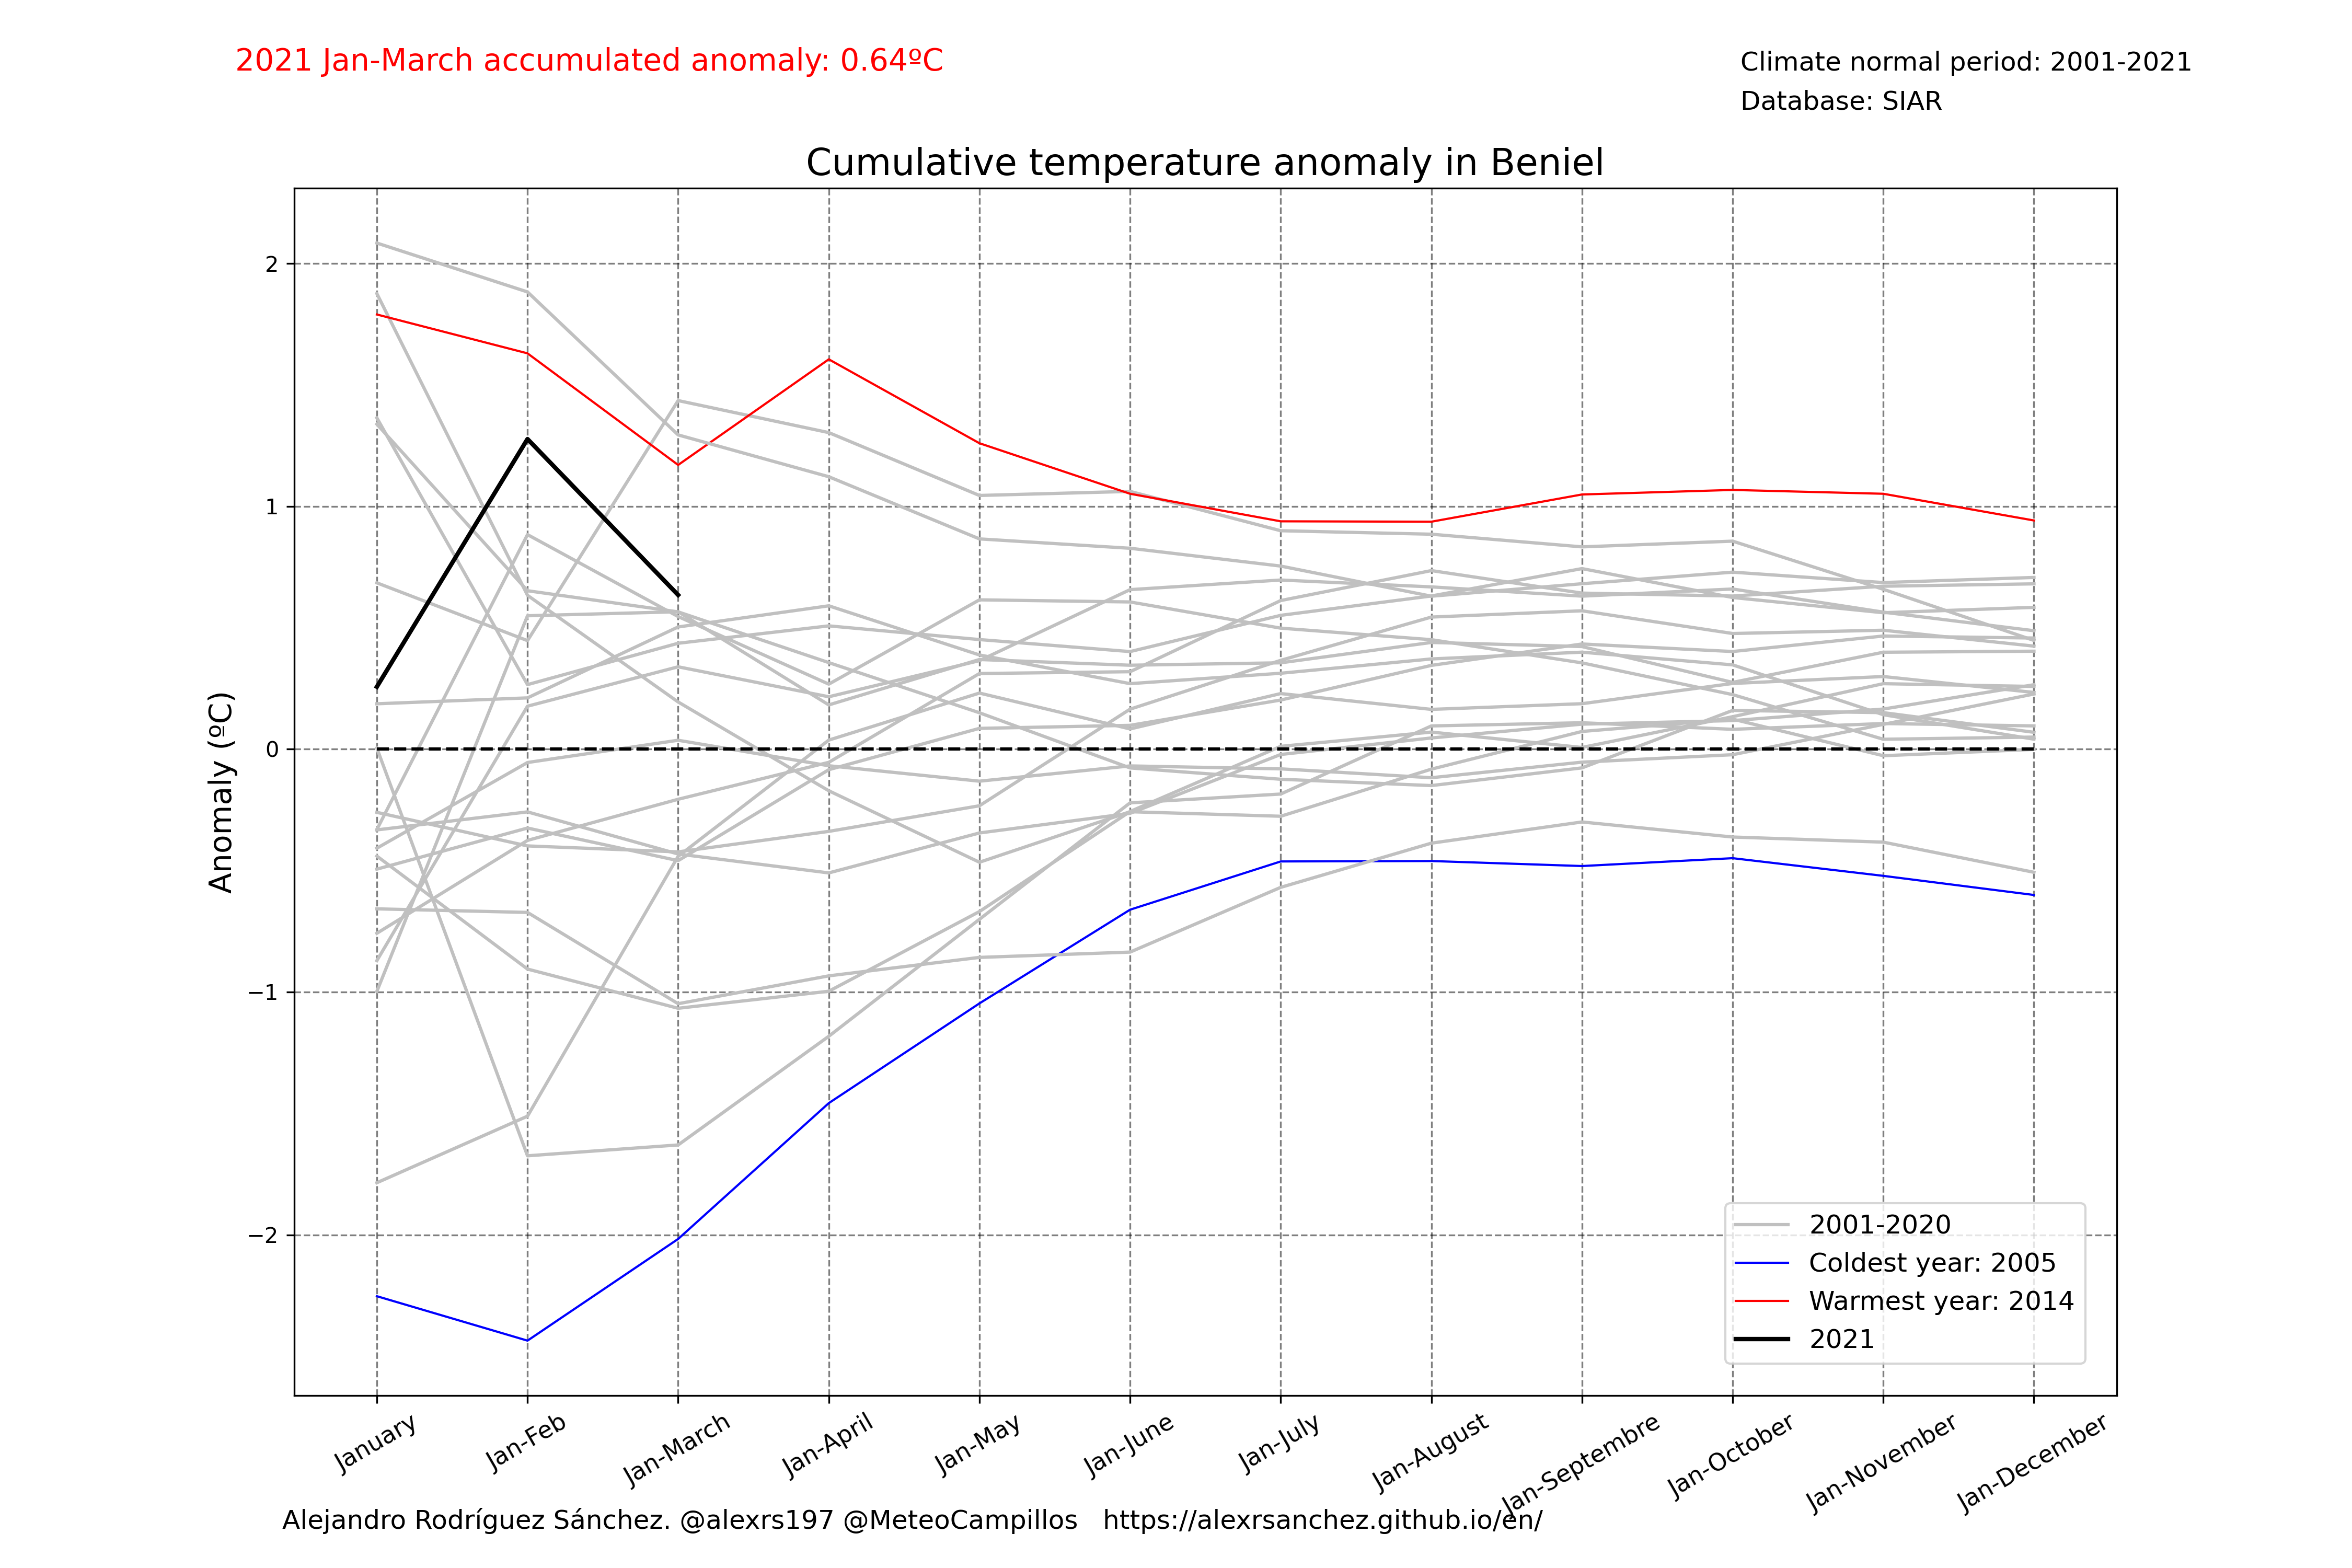 2021 Jan-March accumulated anomaly: 0.64ºC
Climate normal period: 2001-2021
Database: SIAR
Cumulative temperature anomaly in Beniel
Anomaly (ºC)
2
1
0
−1
−2
2001-2020
Coldest year: 2005
Warmest year: 2014
2021
January
Jan-Feb
Jan-March
Jan-April
Jan-May
Jan-June
Jan-July
Jan-August
Jan-Septembre
Jan-October
Jan-November
Jan-December
Alejandro Rodríguez Sánchez. @alexrs197 @MeteoCampillos   https://alexrsanchez.github.io/en/